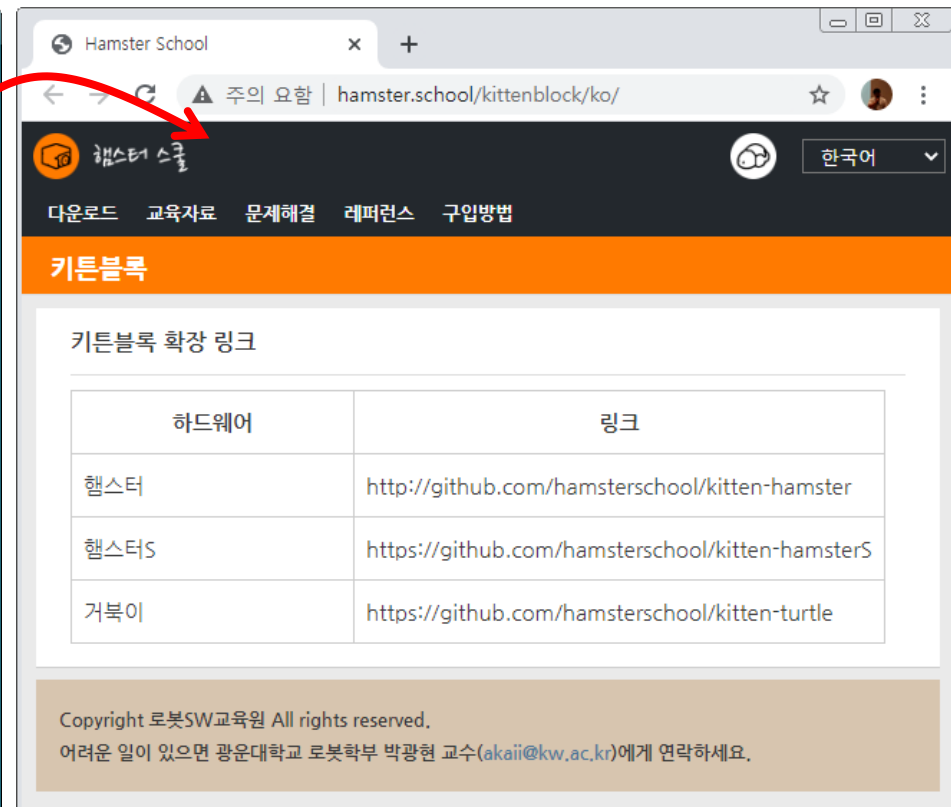 Hamster School
주의 요함 | hamster.school/kittenblock/ko/
햄스터 스쿨
한국어
다운로드 교육자료 문제해결 레퍼런스 구입방법
키튼블록
키튼블록 확장 링크
하드웨어 링크
햄스터 http://github.com/hamsterschool/kitten-hamster
햄스터S https://github.com/hamsterschool/kitten-hamsterS
거북이 https://github.com/hamsterschool/kitten-turtle
Copyright 로봇SW교육원 All rights reserved.
어려운 일이 있으면 광운대학교 로봇학부 박광현 교수(akaii@kw.ac.kr)에게 연락하세요.